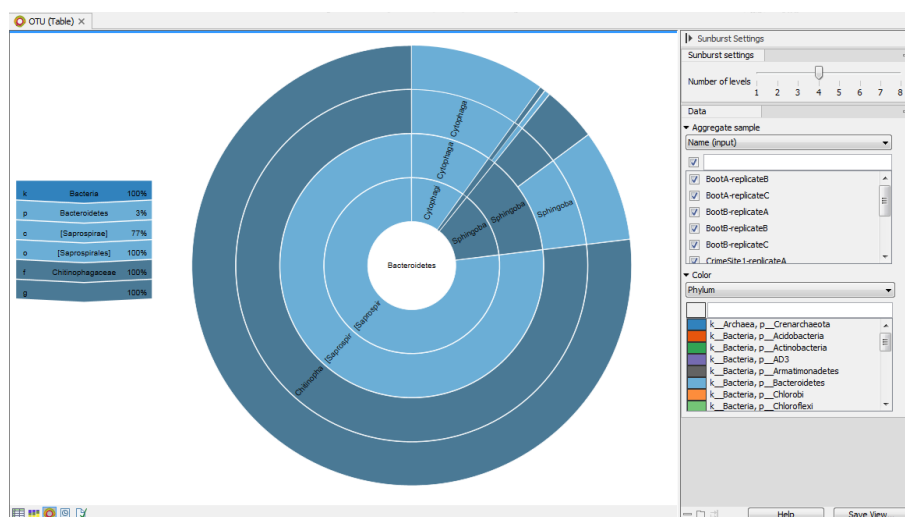 OTU (Table)
k Bacteria 100%
p Bacteroidetes 3%
c [Saprospirae] 77%
o [Saprospirales] 100%
f Chitinophagaceae 100%
g 100%
Cytophaga
Cytophaga
Cytophagi
Sphingoba
Sphingoba
Sphingoba
Bacteroidetes
[Saprospir
[Saprospir
Chitinopha
Sunburst Settings
Sunburst settings
Number of levels
1 2 3 4 5 6 7 8
Data
Aggregate sample
Name (input)
BootA-replicateB
BootA-replicateC
BootB-replicateA
BootB-replicateB
BootB-replicateC
CrimeSite1-replicateA
Color
Phylum
k__Archaea, p__Crenarchaeota
k__Bacteria, p__Acidobacteria
k__Bacteria, p__Actinobacteria
k__Bacteria, p__AD3
k__Bacteria, p__Armatimonadetes
k__Bacteria, p__Bacteroidetes
k__Bacteria, p__Chlorobi
k__Bacteria, p__Chloroflexi
Help Save View...